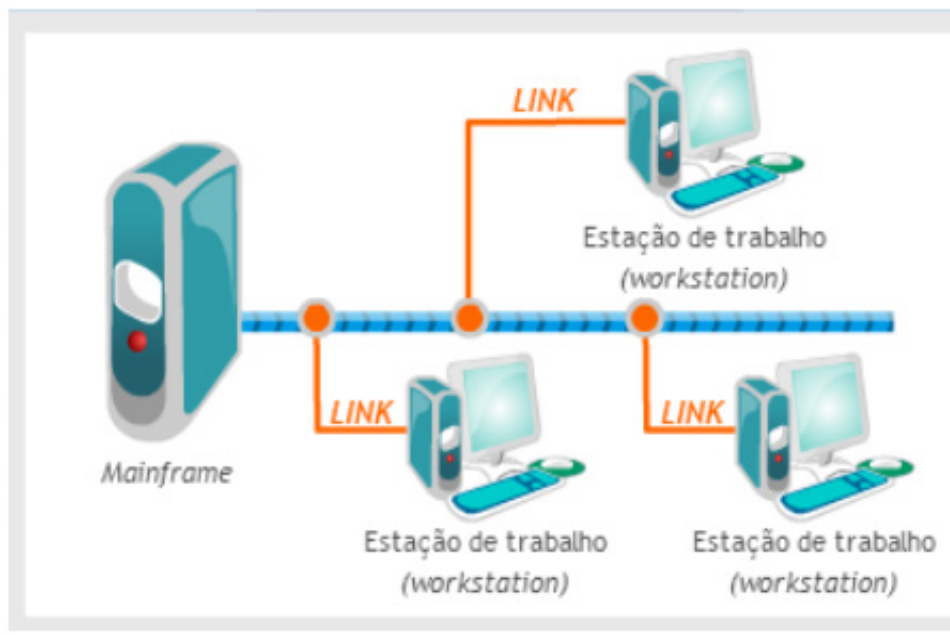 LINK
Estação de trabalho
(workstation)
Mainframe
LINK
Estação de trabalho
(workstation)
LINK
Estação de trabalho
(workstation)